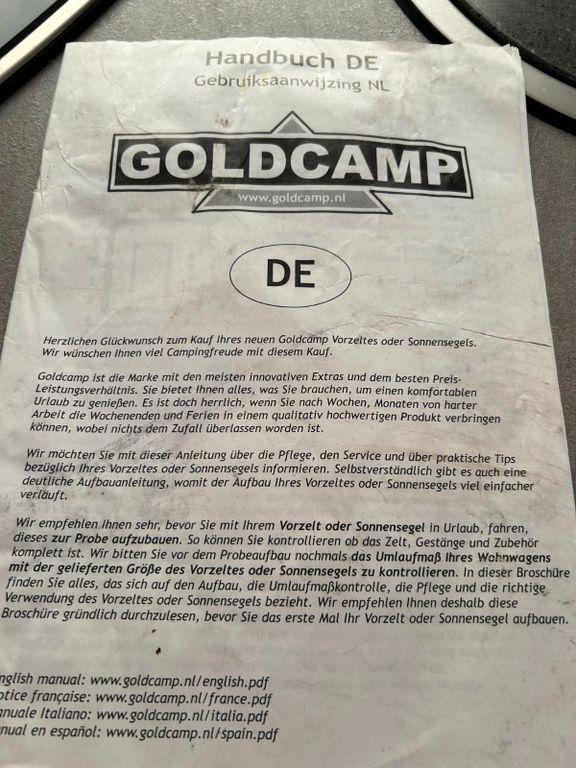 Handbuch DE
Gebruiksaanwijzing NL
GOLDCAMP
www.goldcamp.nl
DE
Herzlichen Glückwunsch zum Kauf Ihres neuen Goldcamp Vorzeltes oder Sonnensegels.
Wir wünschen Ihnen viel Campingfreude mit diesem Kauf.
Goldcamp ist die Marke mit den meisten innovativen Extras und dem besten Preis-
Leistungsverhältnis. Sie bietet Ihnen alles, was Sie brauchen, um einen komfortablen
Urlaub zu genießen. Es ist doch herrlich, wenn Sie nach Wochen, Monaten von harter
Arbeit die Wochenenden und Ferien in einem qualitativ hochwertigen Produkt verbringen
können, wobei nichts dem Zufall überlassen worden ist.
Wir möchten Sie mit dieser Anleitung über die Pflege, den Service und über praktische Tips
bezüglich Ihres Vorzeltes oder Sonnensegels informieren. Selbstverständlich gibt es auch eine
deutliche Aufbauanleitung, womit der Aufbau Ihres Vorzeltes oder Sonnensegels viel einfacher
verläuft.
Wir empfehlen Ihnen sehr, bevor Sie mit Ihrem Vorzelt oder Sonnensegel in Urlaub, fahren,
dieses zur Probe aufzubauen. So können Sie kontrollieren ob das Zelt, Gestänge und Zubehör
komplett ist. Wir bitten Sie vor dem Probeaufbau nochmals das Umlaufmaß Ihres Wohnwagens
mit der gelieferten Größe des Vorzeltes oder Sonnensegels zu kontrollieren. In dieser Broschüre
finden Sie alles, das sich auf den Aufbau, die Umlaufmaßkontrolle, die Pflege und die richtige
Verwendung des Vorzeltes oder Sonnensegels bezieht. Wir empfehlen Ihnen deshalb diese
Broschüre gründlich durchzulesen, bevor Sie das erste Mal Ihr Vorzelt oder Sonnensegel aufbauen.
nglish manual: www.goldcamp.nl/english.pdf
otice française: www.goldcamp.nl/france.pdf
anuale Italiano: www.goldcamp.nl/italia.pdf
nual en español: www.goldcamp.nl/spain.pdf